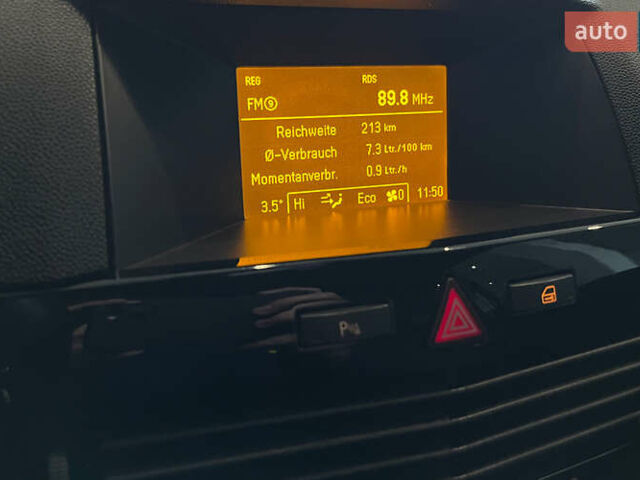 auto
REG RDS
FM⑨ 89.8 MHz
Reichweite 213 km
Ø-Verbrauch 7.3 Ltr./100 km
Momentanverbr. 0.9 Ltr./h
3.5° Hi Eco 0 11:50
P